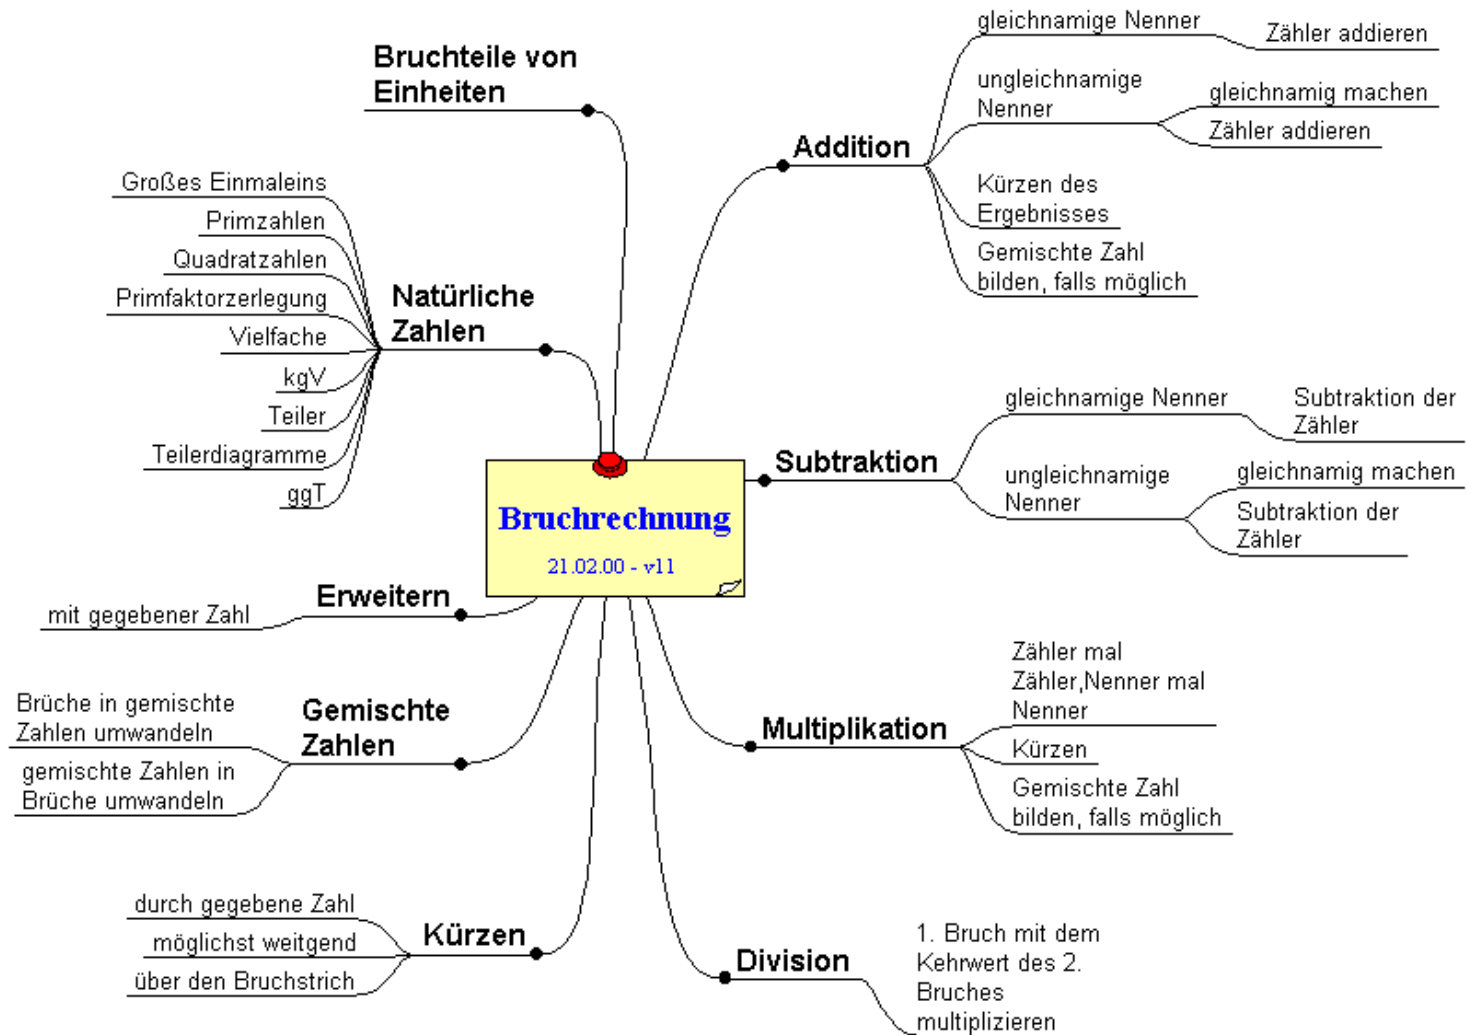 Bruchrechnung
21.02.00 - v11
Bruchteile von
Einheiten
Natürliche
Zahlen
Großes Einmaleins
Primzahlen
Quadratzahlen
Primfaktorzerlegung
Vielfache
kgV
Teiler
Teilerdiagramme
ggT
Erweitern
mit gegebener Zahl
Gemischte
Zahlen
Brüche in gemischte
Zahlen umwandeln
gemischte Zahlen in
Brüche umwandeln
Kürzen
durch gegebene Zahl
möglichst weitgend
über den Bruchstrich
Addition
gleichnamige Nenner
Zähler addieren
ungleichnamige
Nenner
gleichnamig machen
Zähler addieren
Kürzen des
Ergebnisses
Gemischte Zahl
bilden, falls möglich
Subtraktion
gleichnamige Nenner
Subtraktion der
Zähler
ungleichnamige
Nenner
gleichnamig machen
Subtraktion der
Zähler
Multiplikation
Zähler mal
Zähler,Nenner mal
Nenner
Kürzen
Gemischte Zahl
bilden, falls möglich
Division
1. Bruch mit dem
Kehrwert des 2.
Bruches
multiplizieren